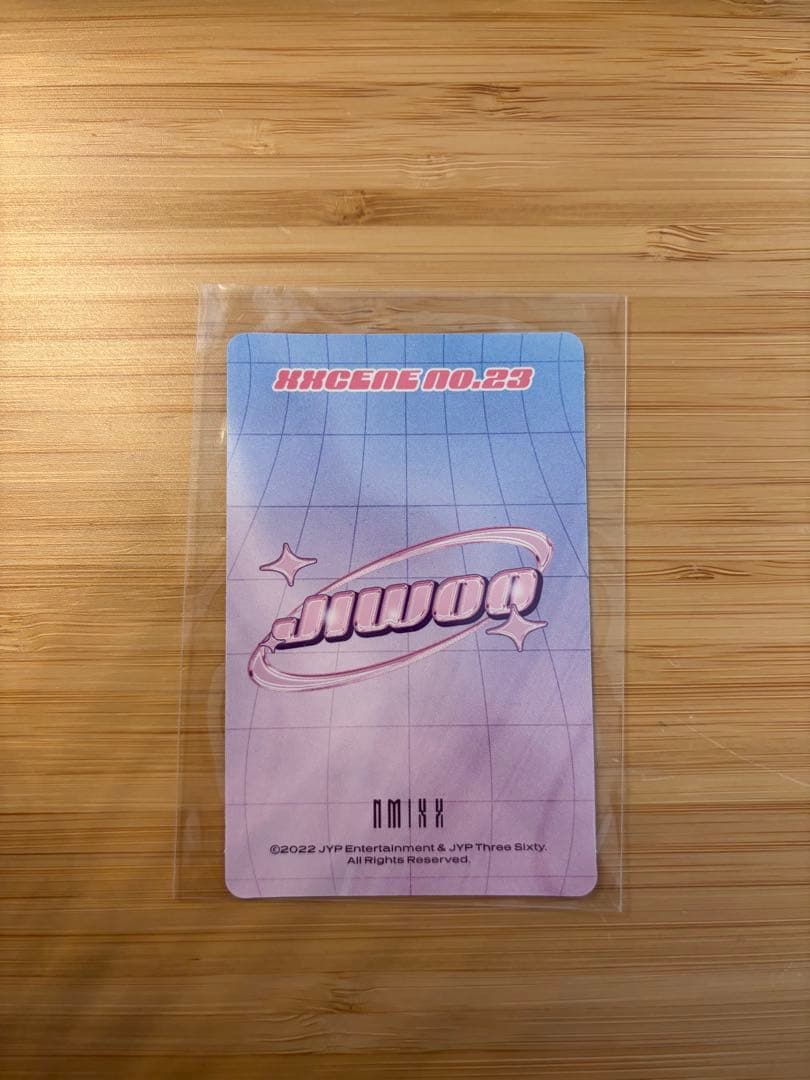 XXCENE NO.23
JIWOO
NMIXX
©2022 JYP Entertainment & JYP Three Sixty.
All Rights Reserved.